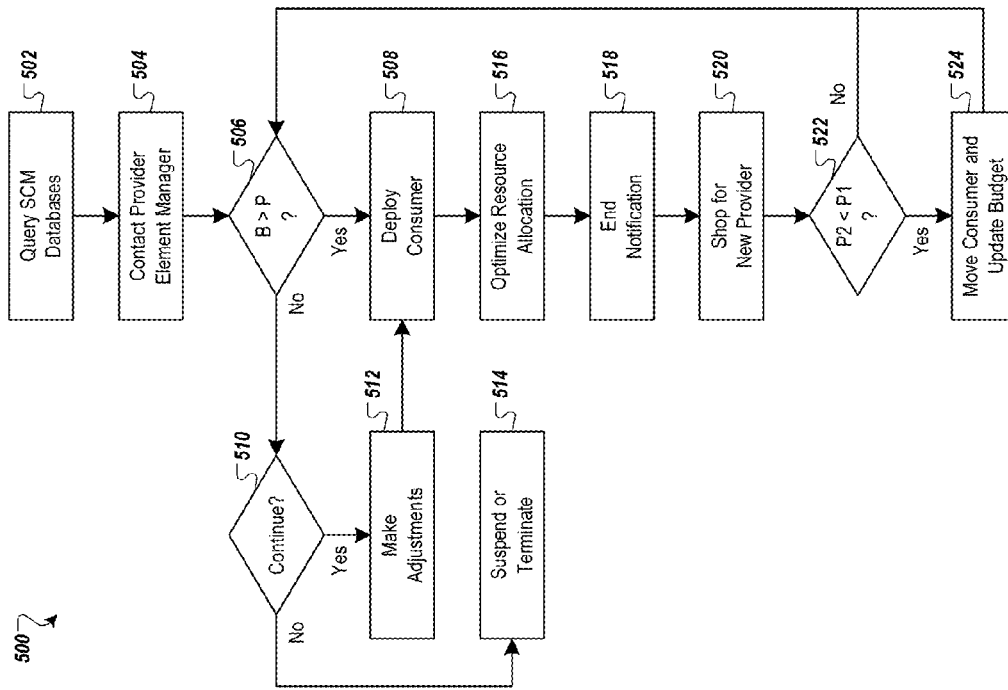 500
Query SCM
Databases
502
Contact Provider
Element Manager
504
B > P
?
506
No
Yes
Deploy
Consumer
508
Optimize Resource
Allocation
516
End
Notification
518
Shop for
New Provider
520
P2 < P1
?
522
No
Yes
Move Consumer and
Update Budget
524
Continue?
510
No
Yes
Make
Adjustments
512
Suspend or
Terminate
514